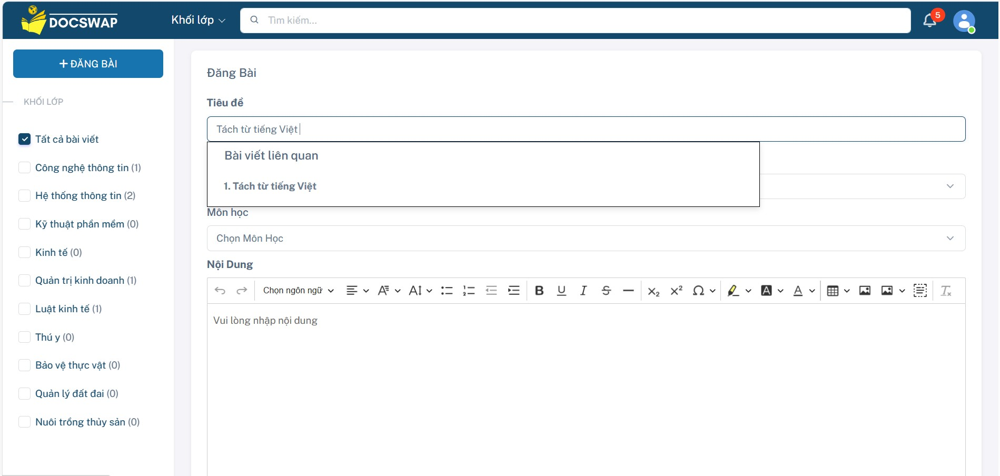 DOCSWAP
Khối lớp
Tìm kiếm...
5
+ ĐĂNG BÀI
KHỐI LỚP
Tất cả bài viết
Công nghệ thông tin (1)
Hệ thống thông tin (2)
Kỹ thuật phần mềm (0)
Kinh tế (0)
Quản trị kinh doanh (1)
Luật kinh tế (1)
Thú y (0)
Bảo vệ thực vật (0)
Quản lý đất đai (0)
Nuôi trồng thủy sản (0)
Đăng Bài
Tiêu đề
Tách từ tiếng Việt
Bài viết liên quan
1. Tách từ tiếng Việt
Môn học
Chọn Môn Học
Nội Dung
Chọn ngôn ngữ
Vui lòng nhập nội dung